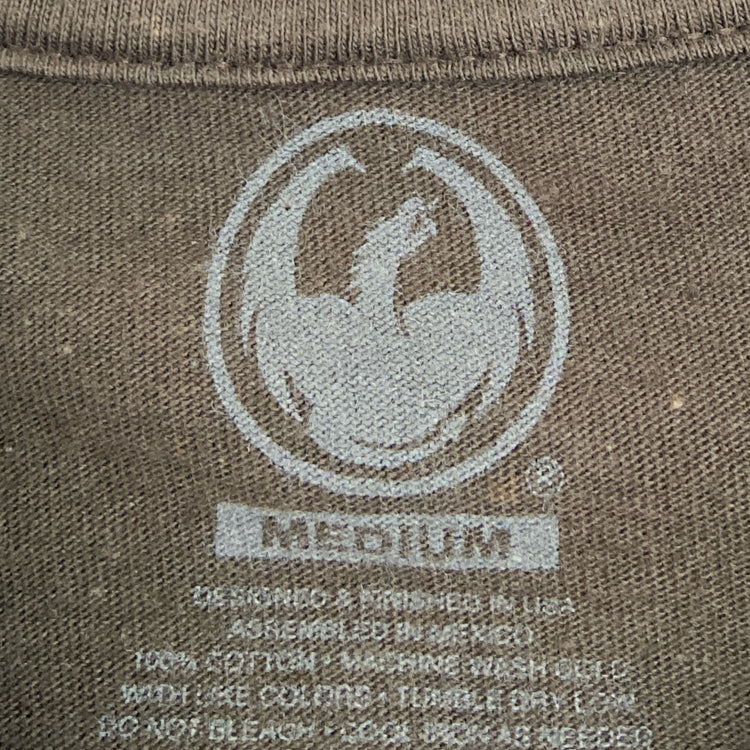 ®
MEDIUM
DESIGNED & FINISHED IN USA
ASSEMBLED IN MEXICO
100% COTTON • MACHINE WASH COLD
WITH LIKE COLORS • TUMBLE DRY LOW
DO NOT BLEACH • COOL IRON AS NEEDED